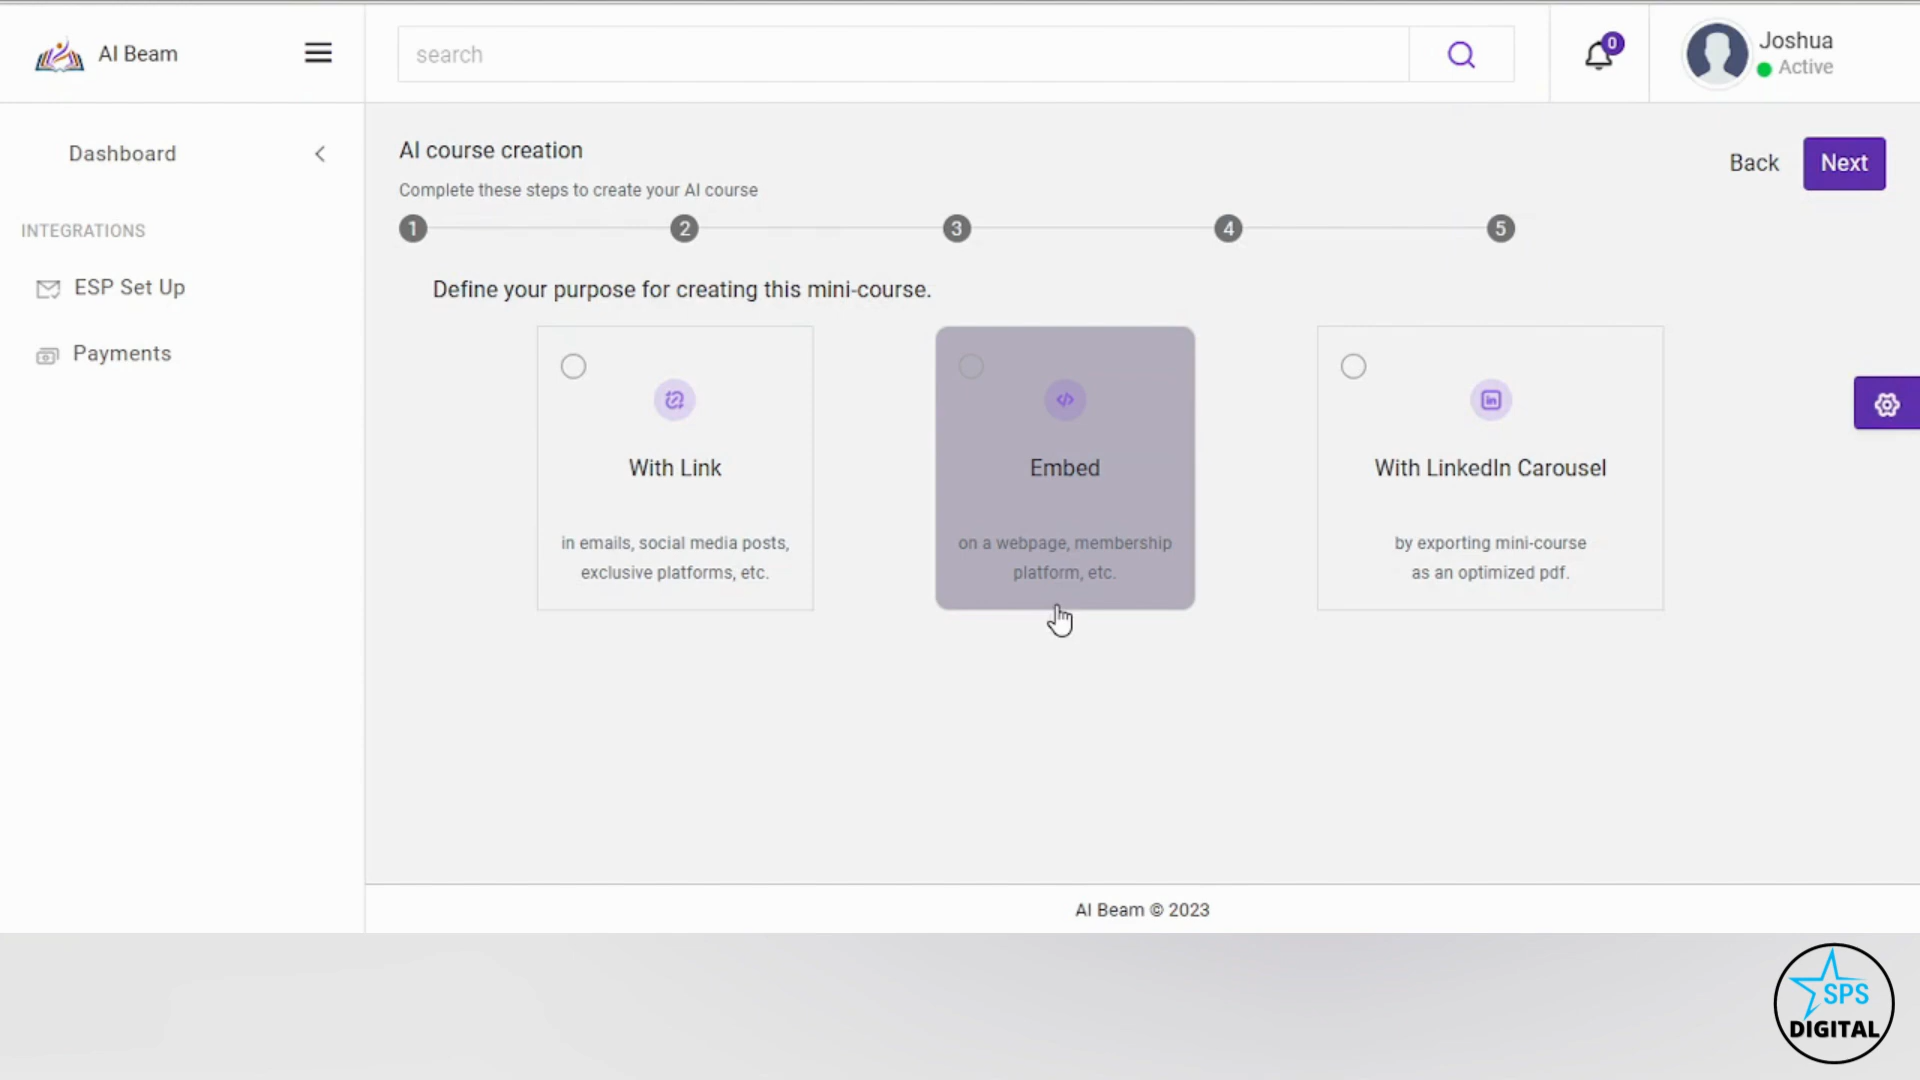 AI Beam
search
0
Joshua
Active
Dashboard
AI course creation
Back
Next
Complete these steps to create your AI course
1
2
3
4
5
INTEGRATIONS
ESP Set Up
Payments
Define your purpose for creating this mini-course.
With Link
in emails, social media posts,
exclusive platforms, etc.
</>
Embed
on a webpage, membership
platform, etc.
in
With LinkedIn Carousel
by exporting mini-course
as an optimized pdf.
AI Beam © 2023
SPS
DIGITAL